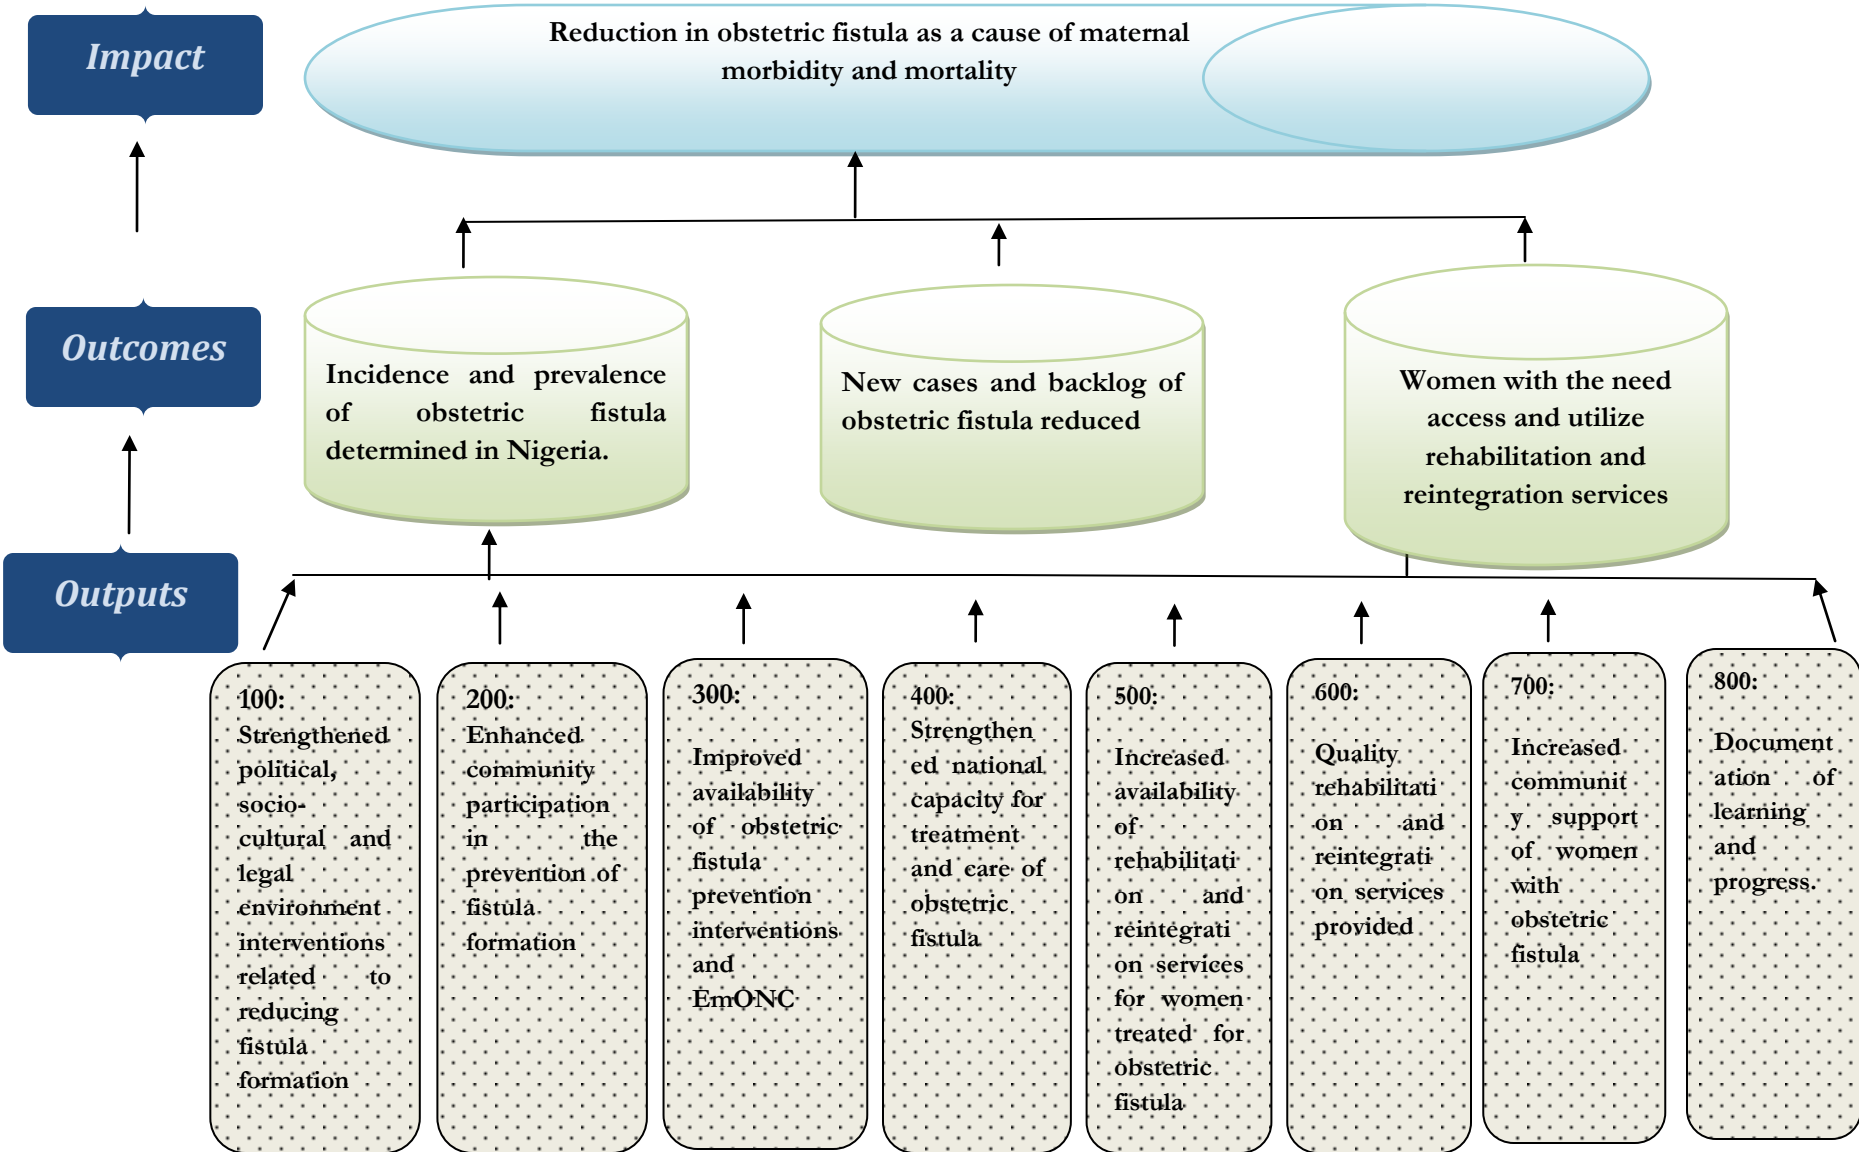 Impact
Reduction in obstetric fistula as a cause of maternal
morbidity and mortality
Outcomes
Incidence and prevalence
of obstetric fistula
determined in Nigeria.
New cases and backlog of
obstetric fistula reduced
Women with the need
access and utilize
rehabilitation and
reintegration services
Outputs
100:
Strengthened
political,
socio-
cultural and
legal
environment
interventions
related to
reducing
fistula
formation
200:
Enhanced
community
participation
in the
prevention of
fistula
formation
300:
Improved
availability
of obstetric
fistula
prevention
interventions
and
EmONC
400:
Strengthen
ed national
capacity for
treatment
and care of
obstetric
fistula
500:
Increased
availability
of
rehabilitati
on and
reintegrati
on services
for women
treated for
obstetric
fistula
600:
Quality
rehabilitati
on and
reintegrati
on services
provided
700:
Increased
communit
y support
of women
with
obstetric
fistula
800:
Document
ation of
learning
and
progress.